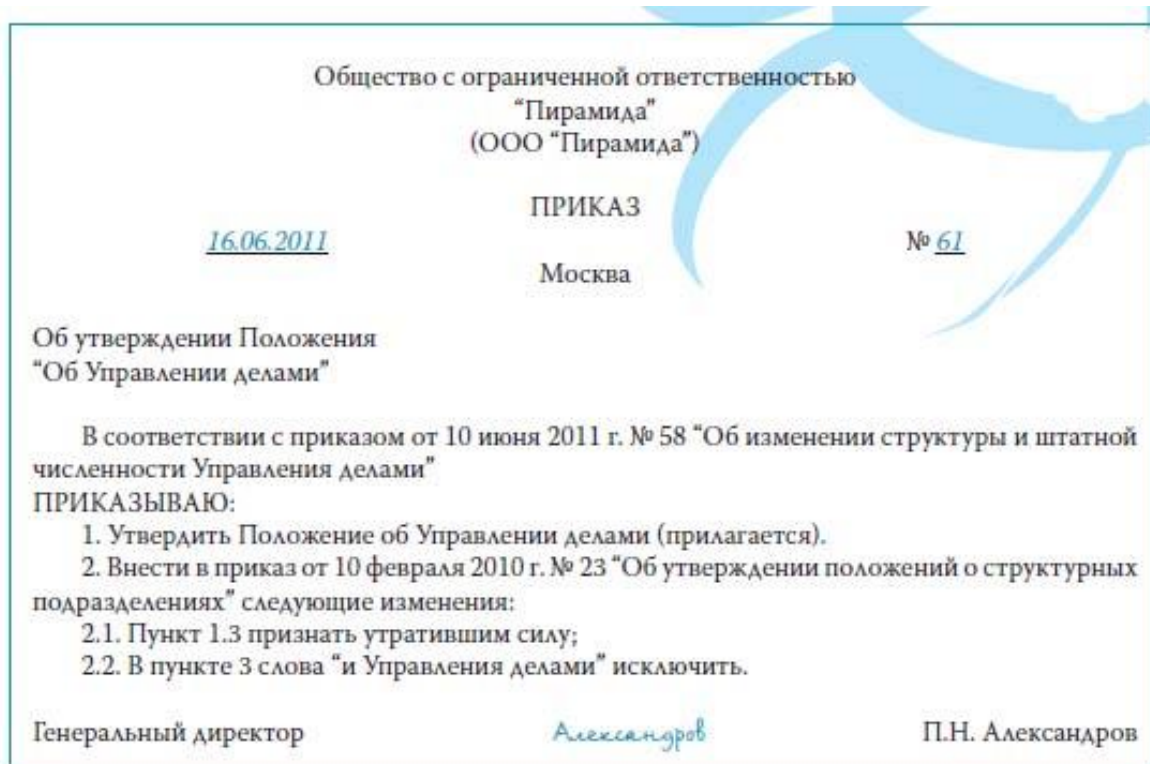 Общество с ограниченной ответственностью
“Пирамида”
(ООО “Пирамида”)
ПРИКАЗ
16.06.2011 № 61
Москва
Об утверждении Положения
“Об Управлении делами”
В соответствии с приказом от 10 июня 2011 г. № 58 “Об изменении структуры и штатной
численности Управления делами”
ПРИКАЗЫВАЮ:
1. Утвердить Положение об Управлении делами (прилагается).
2. Внести в приказ от 10 февраля 2010 г. № 23 “Об утверждении положений о структурных
подразделениях” следующие изменения:
2.1. Пункт 1.3 признать утратившим силу;
2.2. В пункте 3 слова “и Управления делами” исключить.
Генеральный директор Александров П.Н. Александров